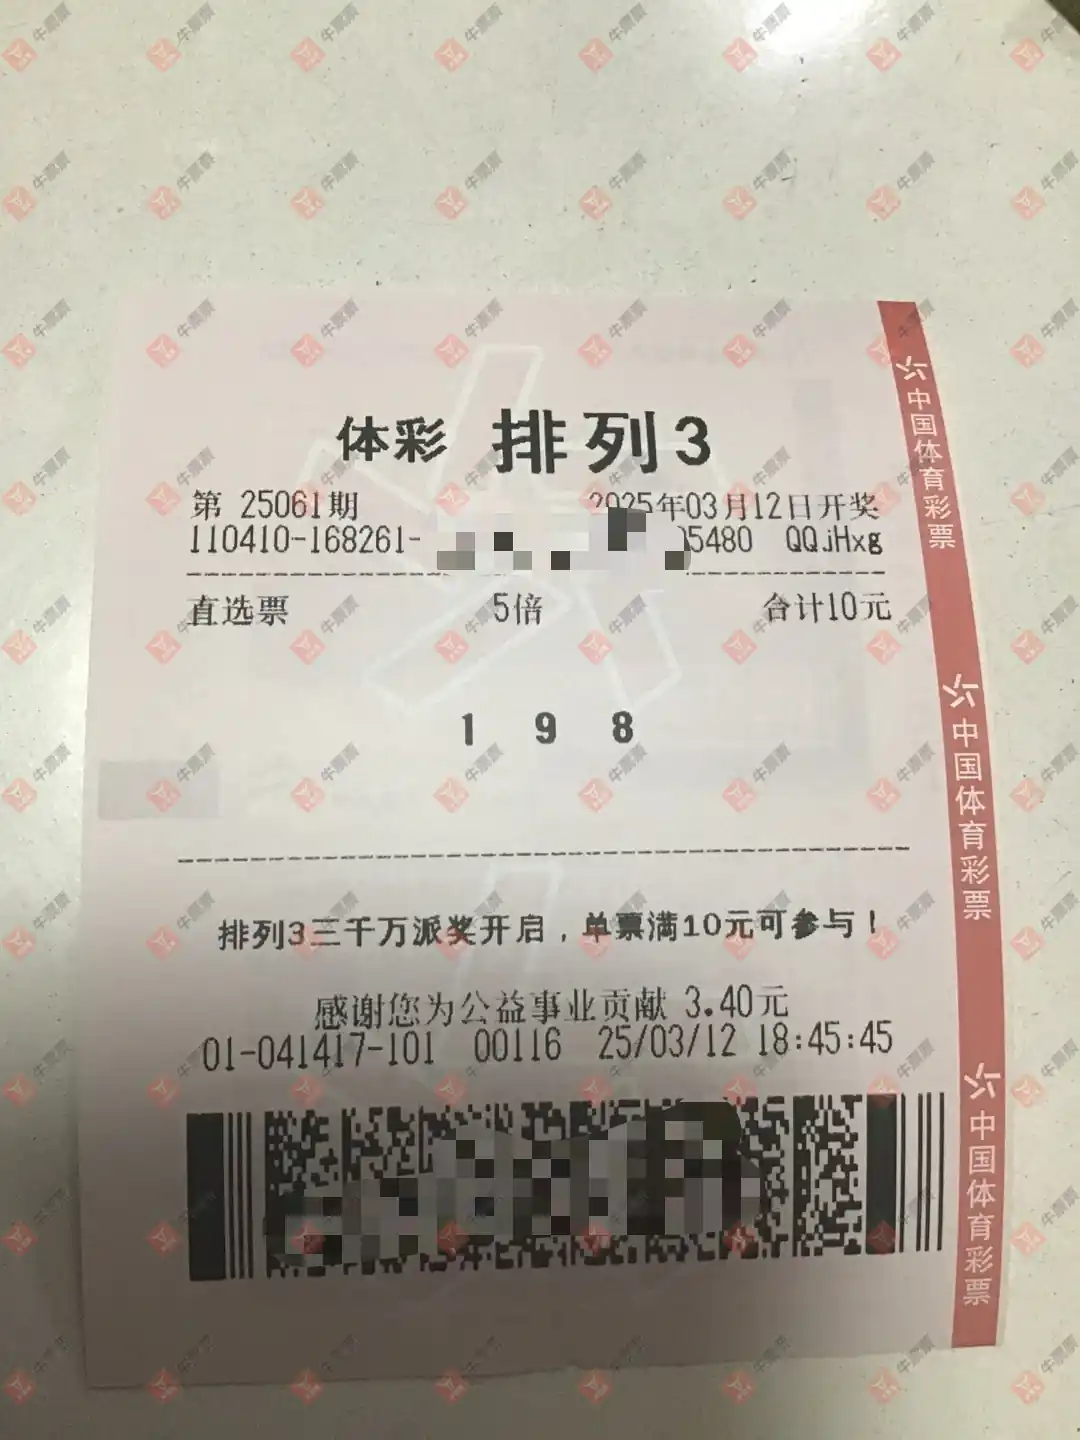 体彩 排列3
第 25061期 2025年03月12日开奖
110410-168261- 05480 QQJHxg
直选票 5倍 合计10元
1 9 8
排列3三千万派奖开启，单票满10元可参与！
感谢您为公益事业贡献 3.40元
01-041417-101 00116 25/03/12 18:45:45
中国体育彩票
中国体育彩票
中国体育彩票
牛票票